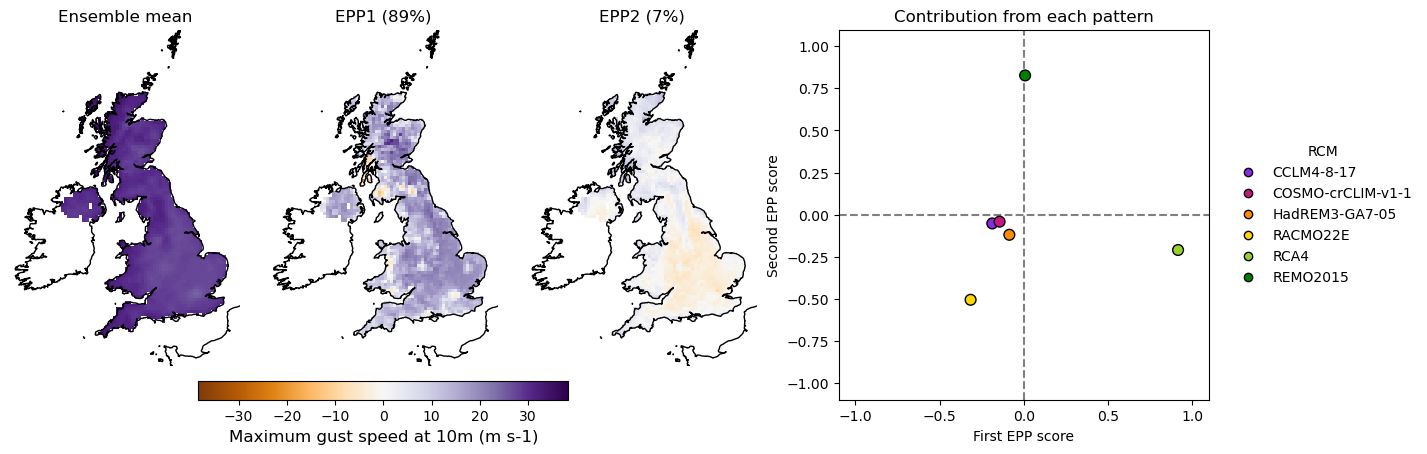 Ensemble mean
EPP1 (89%)
EPP2 (7%)
Contribution from each pattern
−30 −20 −10 0 10 20 30
Maximum gust speed at 10m (m s-1)
1.00
0.75
0.50
0.25
0.00
−0.25
−0.50
−0.75
−1.00
Second EPP score
−1.0 −0.5 0.0 0.5 1.0
First EPP score
RCM
CCLM4-8-17
COSMO-crCLIM-v1-1
HadREM3-GA7-05
RACMO22E
RCA4
REMO2015